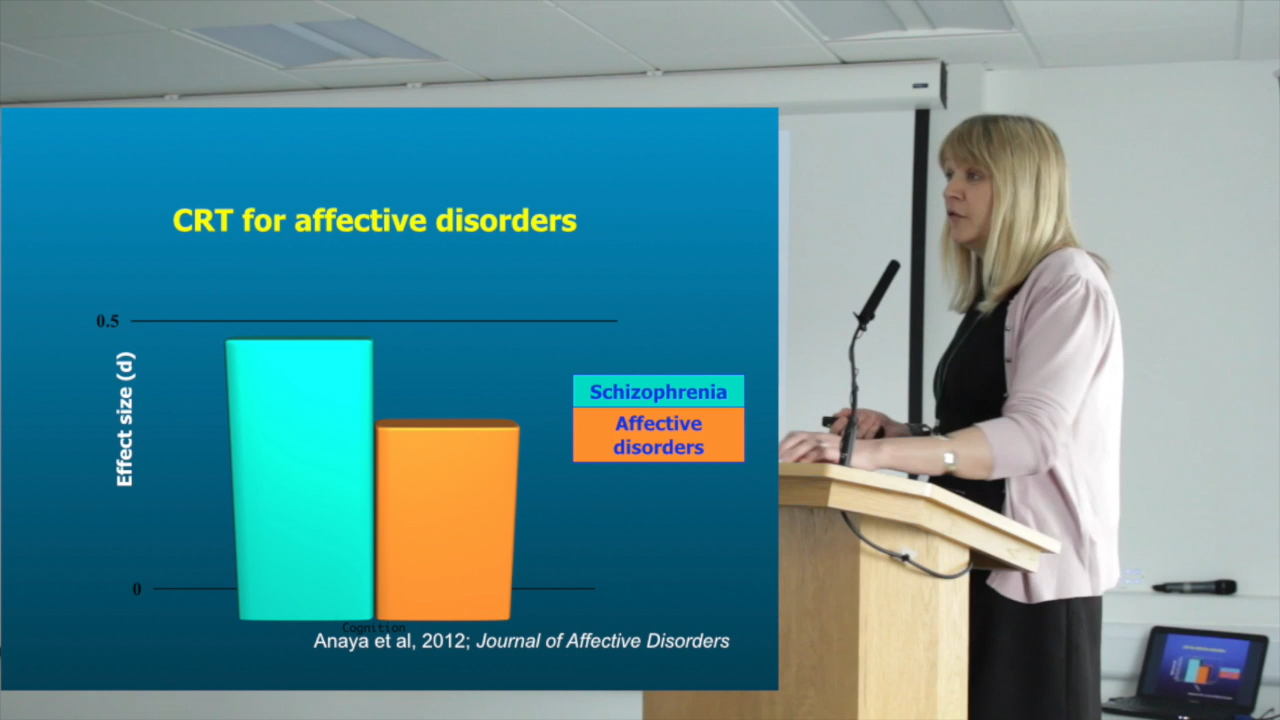 CRT for affective disorders
0.5
Effect size (d)
Schizophrenia
Affective
disorders
0
Cognition
Anaya et al, 2012; Journal of Affective Disorders